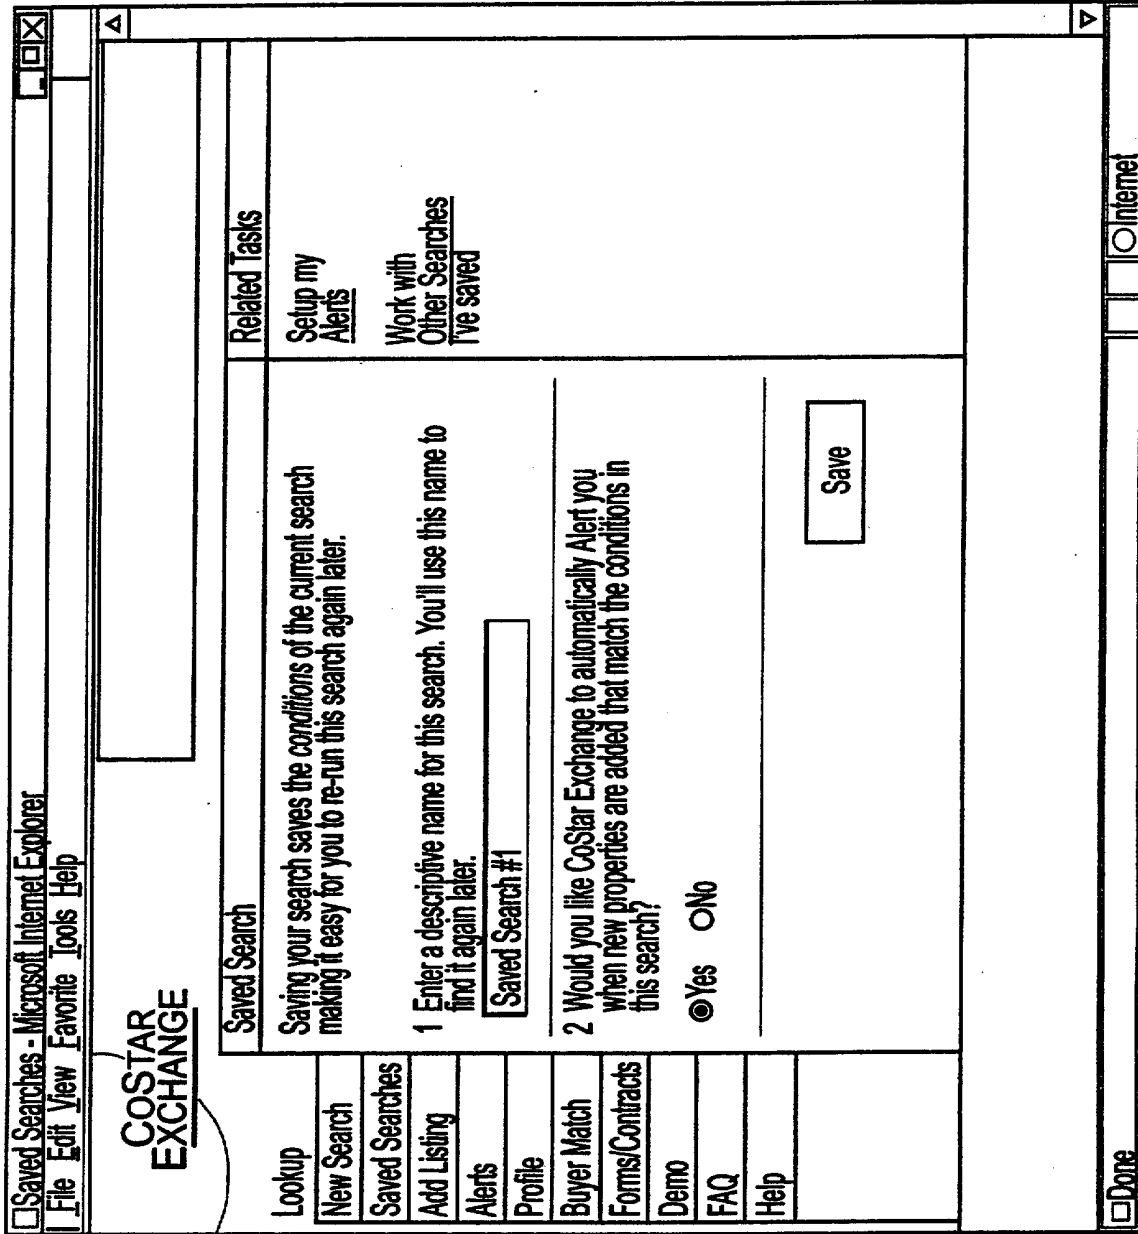 Saved Searches - Microsoft Internet Explorer
File Edit View Favorite Tools Help
COSTAR
EXCHANGE
Lookup
New Search
Saved Searches
Add Listing
Alerts
Profile
Buyer Match
Forms/Contracts
Demo
FAQ
Help
Saved Search
Saving your search saves the conditions of the current search
making it easy for you to re-run this search again later.
1 Enter a descriptive name for this search. You'll use this name to
find it again later.
Saved Search #1
2 Would you like CoStar Exchange to automatically Alert you
when new properties are added that match the conditions in
this search?
Yes No
Save
Related Tasks
Setup my
Alerts
Work with
Other Searches
I've saved
Done
Internet